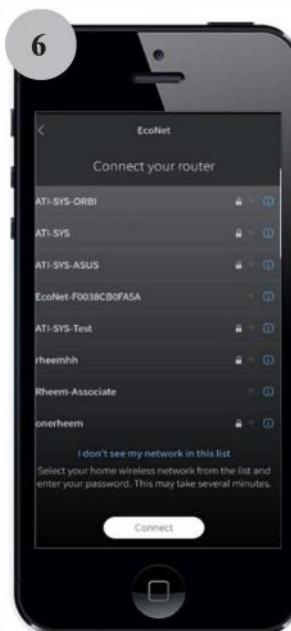 6
EcoNet
Connect your router
ATI-SYS-ORBI
ATI-SYS
ATI-SYS-ASUS
EcoNet-F0038CB0FA5A
ATI-SYS-Test
rheemhh
Rheem-Associate
onerheem
I don't see my network in this list
Select your home wireless network from the list and
enter your password. This may take several minutes.
Connect